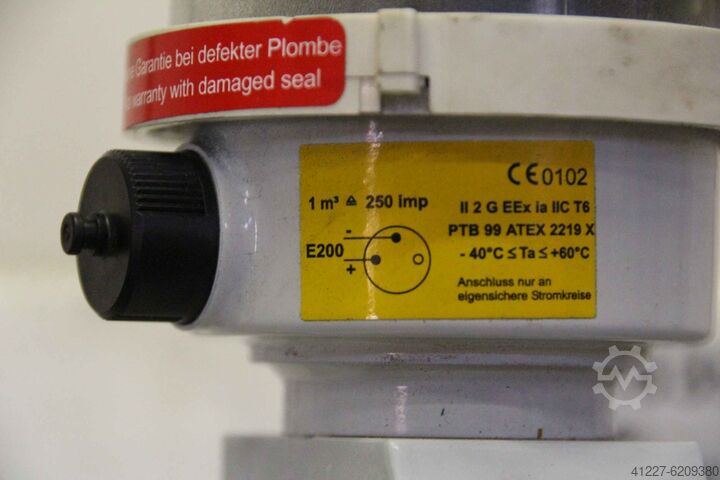 Garantie bei defekter Plombe
warranty with damaged seal
CE0102
1 m³ ≙ 250 imp
II 2 G EEx ia IIC T6
PTB 99 ATEX 2219 X
-
E200
+
- 40°C ≤ Ta ≤ +60°C
Anschluss nur an
eigensichere Stromkreise
41227-6209380